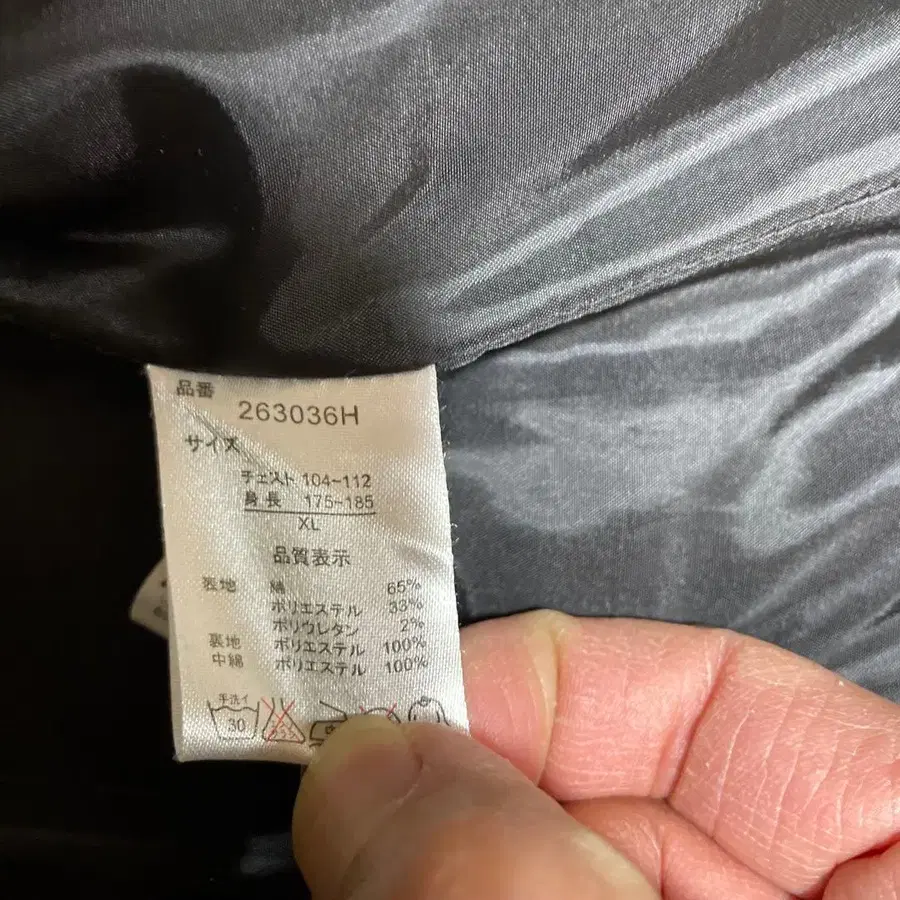 品番
263036H
サイズ
チェスト 104~112
身長 175~185
XL
品質表示
表地 綿 65%
ポリエステル 33%
ポリウレタン 2%
裏地 ポリエステル 100%
中綿 ポリエステル 100%
手洗イ
30